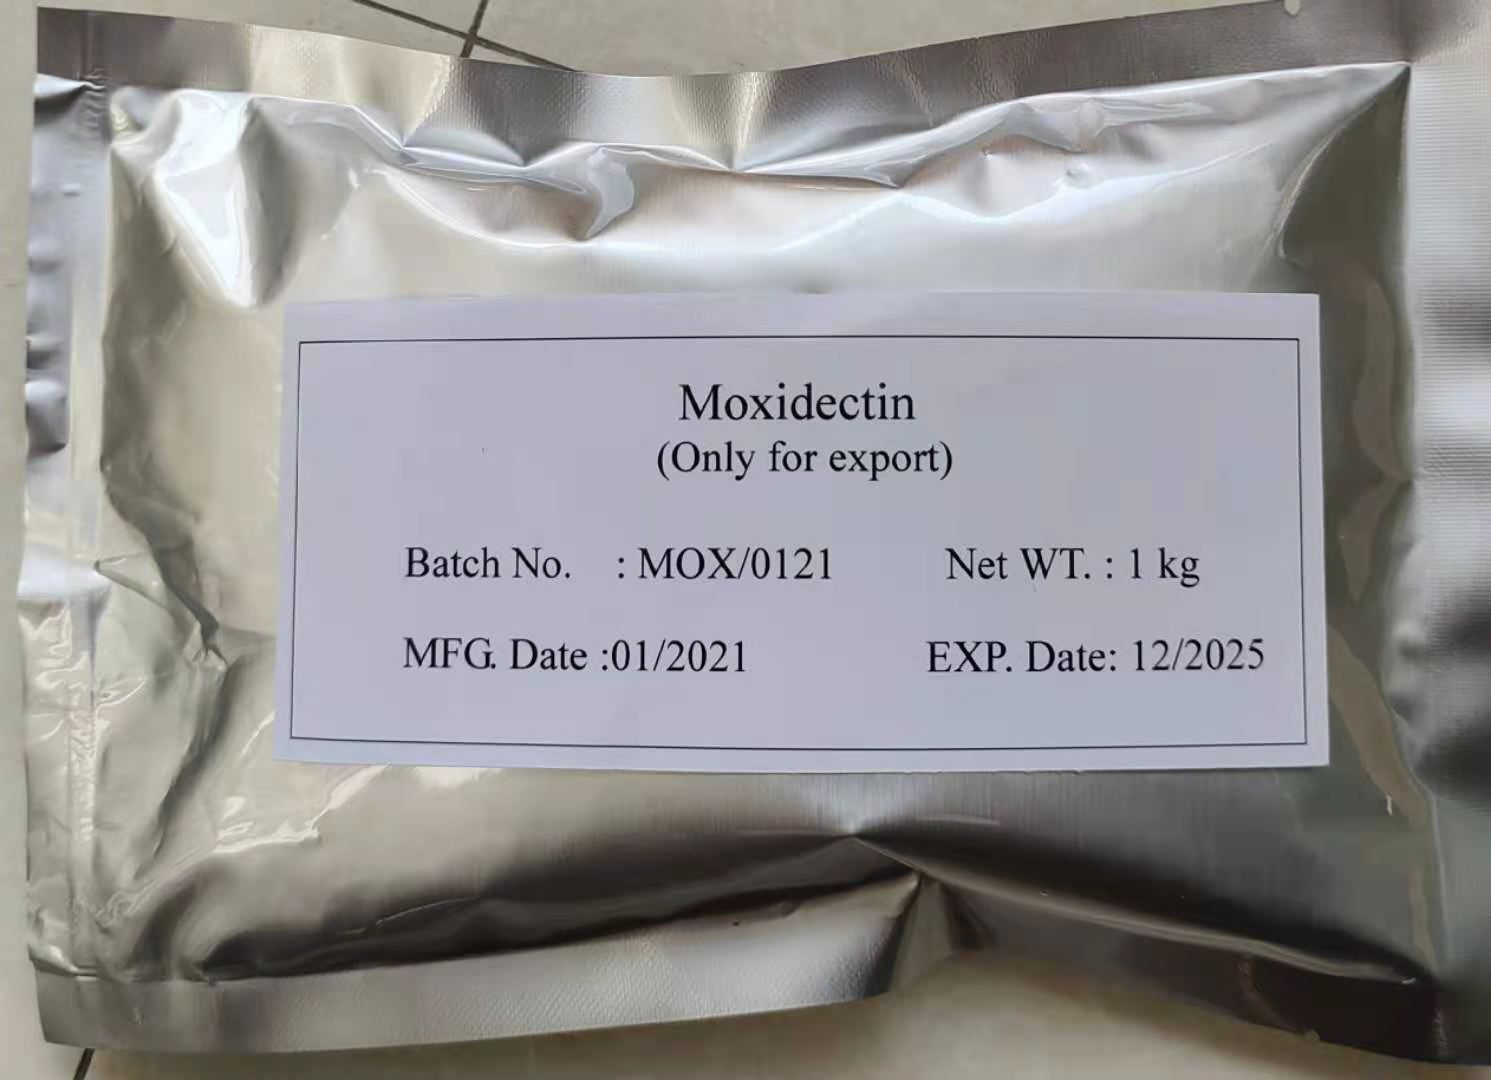 Moxidectin
(Only for export)
Batch No. : MOX/0121 Net WT. : 1 kg
MFG. Date :01/2021 EXP. Date: 12/2025